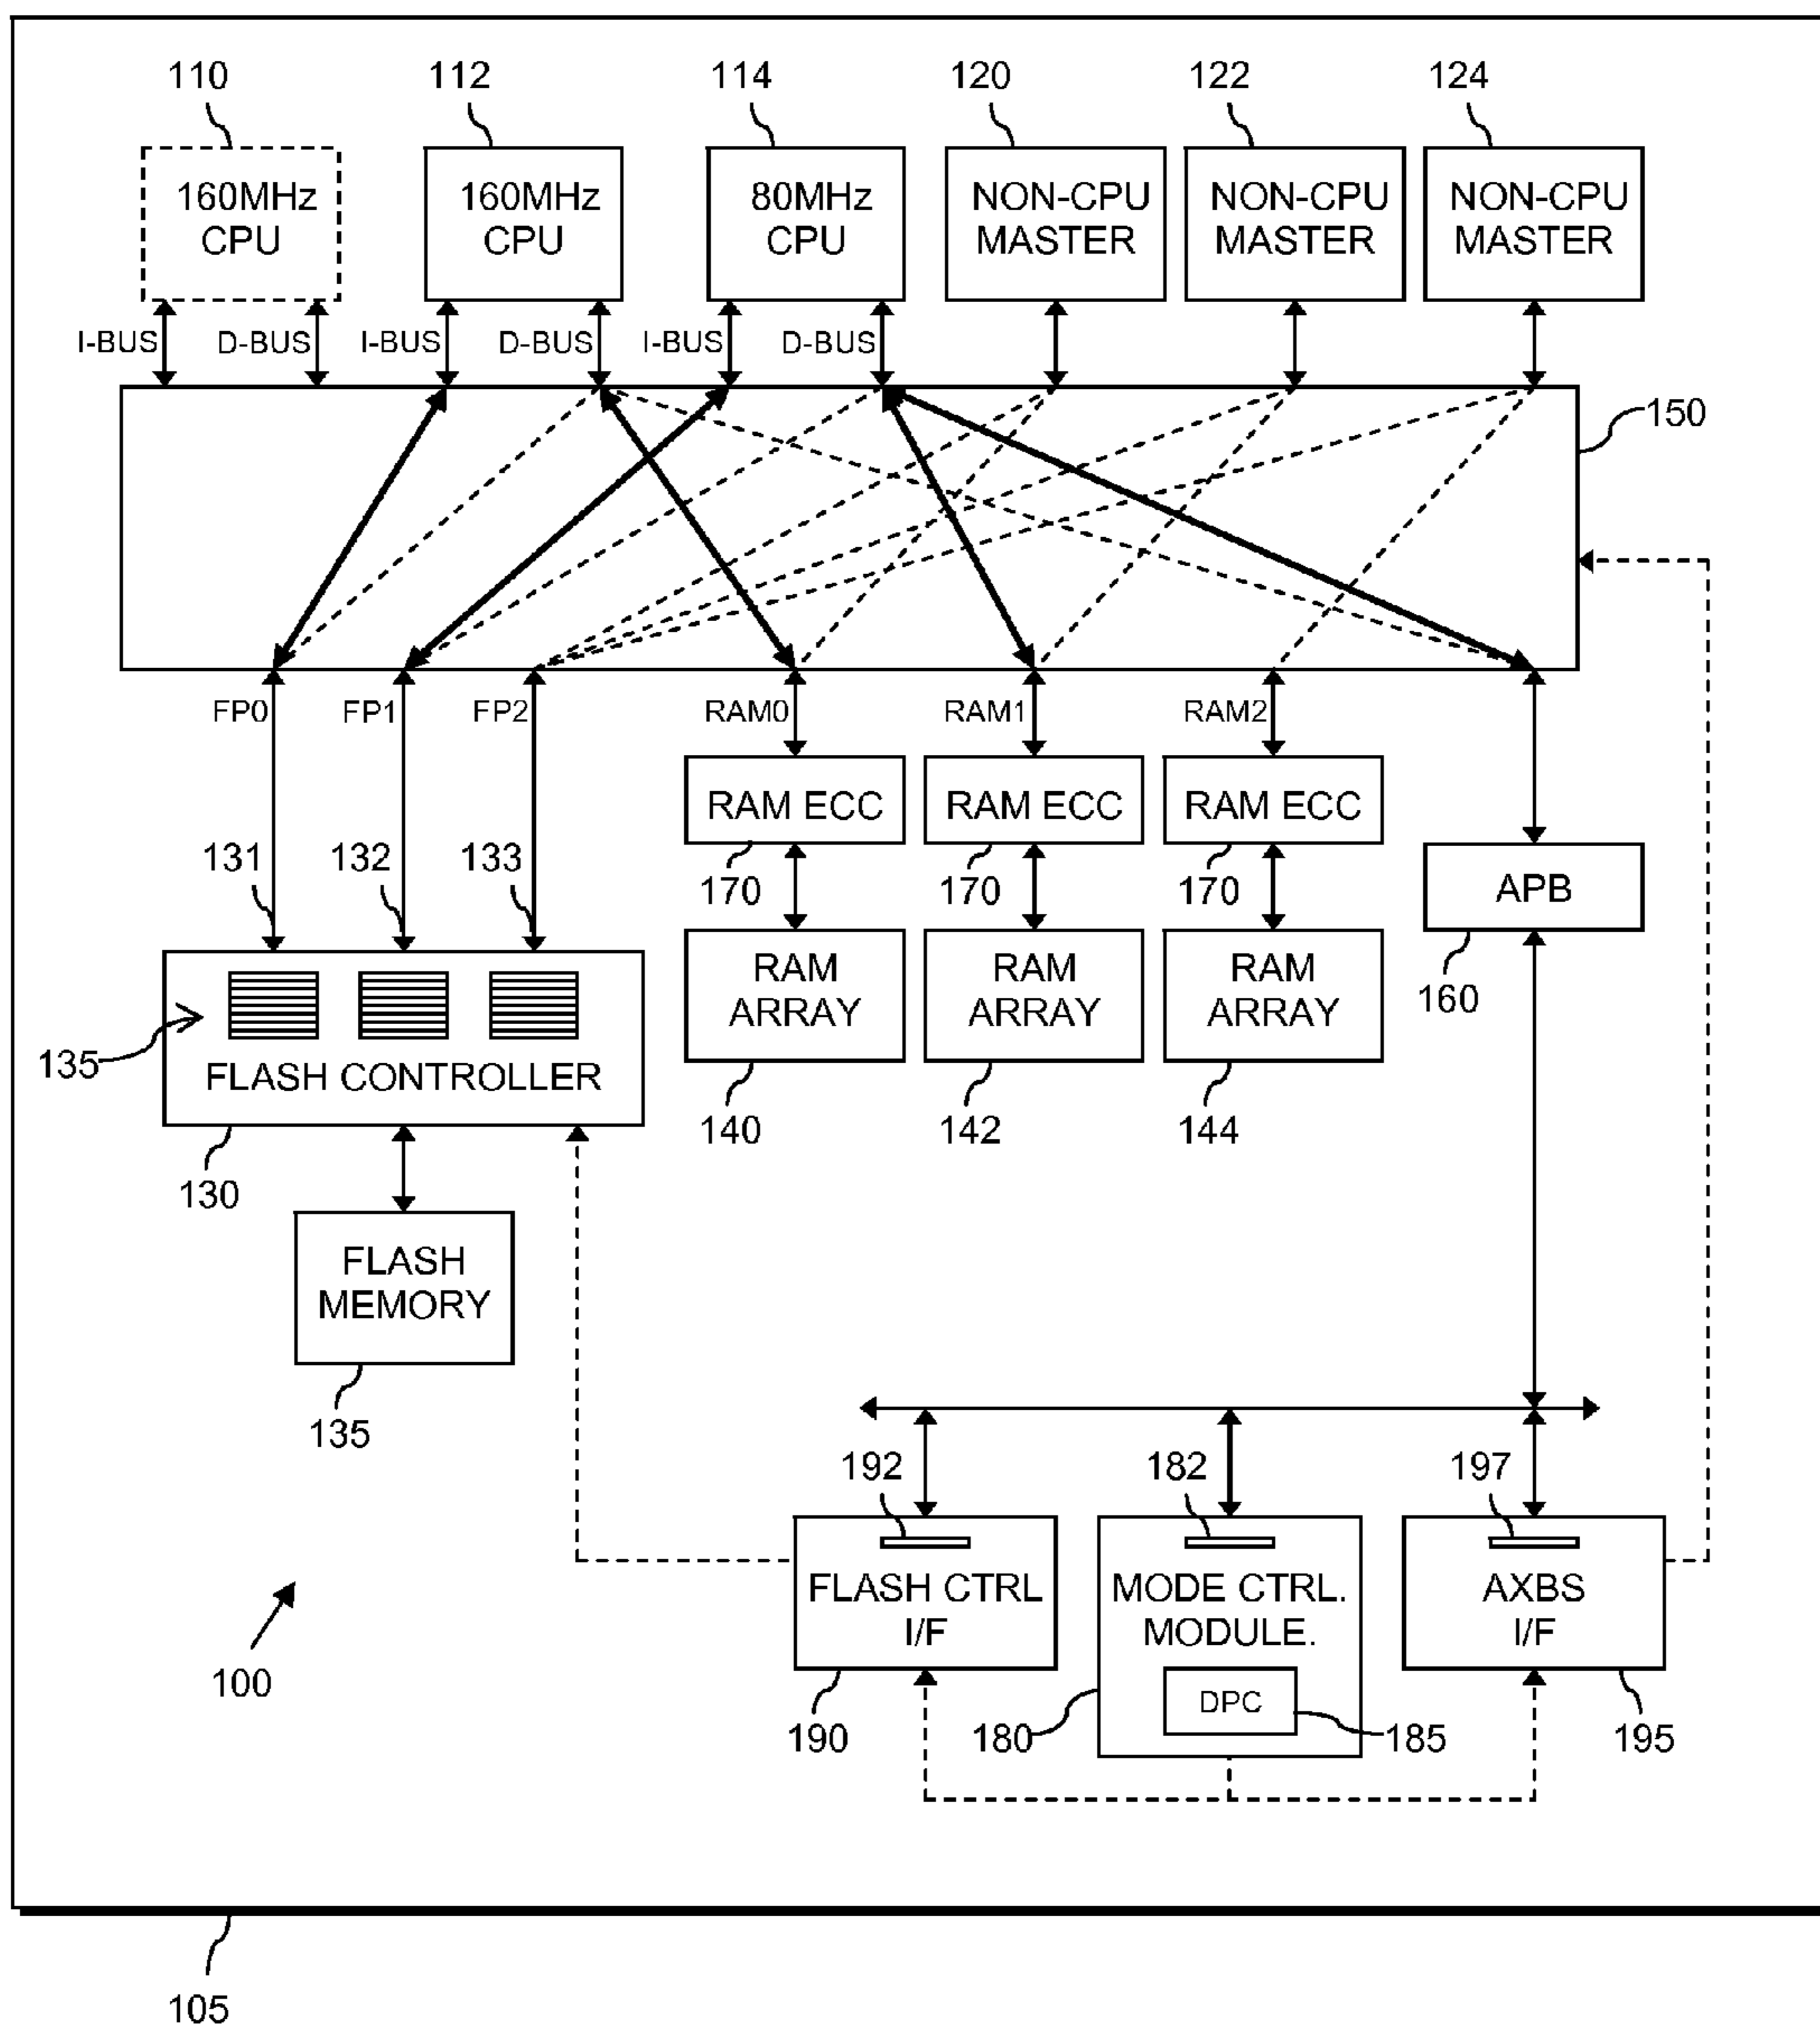 110 112 114 120 122 124
160MHz CPU
160MHz CPU
80MHz CPU
NON-CPU MASTER
NON-CPU MASTER
NON-CPU MASTER
I-BUS D-BUS I-BUS D-BUS I-BUS D-BUS
150
FP0 FP1 FP2 RAM0 RAM1 RAM2
RAM ECC RAM ECC RAM ECC
131 132 133
170 170 170
APB
160
RAM ARRAY
RAM ARRAY
RAM ARRAY
135
FLASH CONTROLLER
140 142 144
130
FLASH MEMORY
135
192 182 197
FLASH CTRL I/F
MODE CTRL. MODULE.
AXBS I/F
100
DPC
190 180 185 195
105